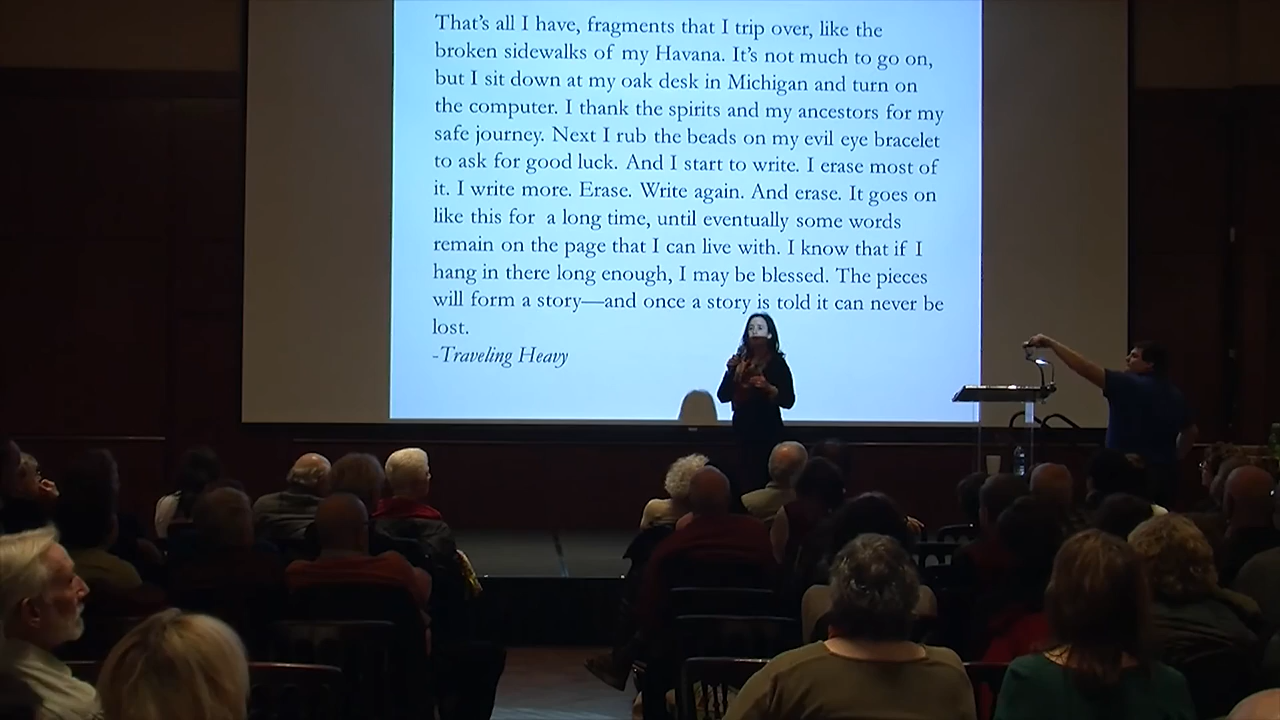 That's all I have, fragments that I trip over, like the
broken sidewalks of my Havana. It's not much to go on,
but I sit down at my oak desk in Michigan and turn on
the computer. I thank the spirits and my ancestors for my
safe journey. Next I rub the beads on my evil eye bracelet
to ask for good luck. And I start to write. I erase most of
it. I write more. Erase. Write again. And erase. It goes on
like this for a long time, until eventually some words
remain on the page that I can live with. I know that if I
hang in there long enough, I may be blessed. The pieces
will form a story—and once a story is told it can never be
lost.
-Traveling Heavy